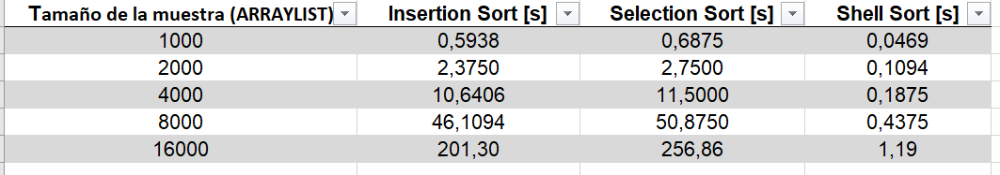 Tamaño de la muestra (ARRAYLIST) Insertion Sort [s] Selection Sort [s] Shell Sort [s]
1000 0,5938 0,6875 0,0469
2000 2,3750 2,7500 0,1094
4000 10,6406 11,5000 0,1875
8000 46,1094 50,8750 0,4375
16000 201,30 256,86 1,19